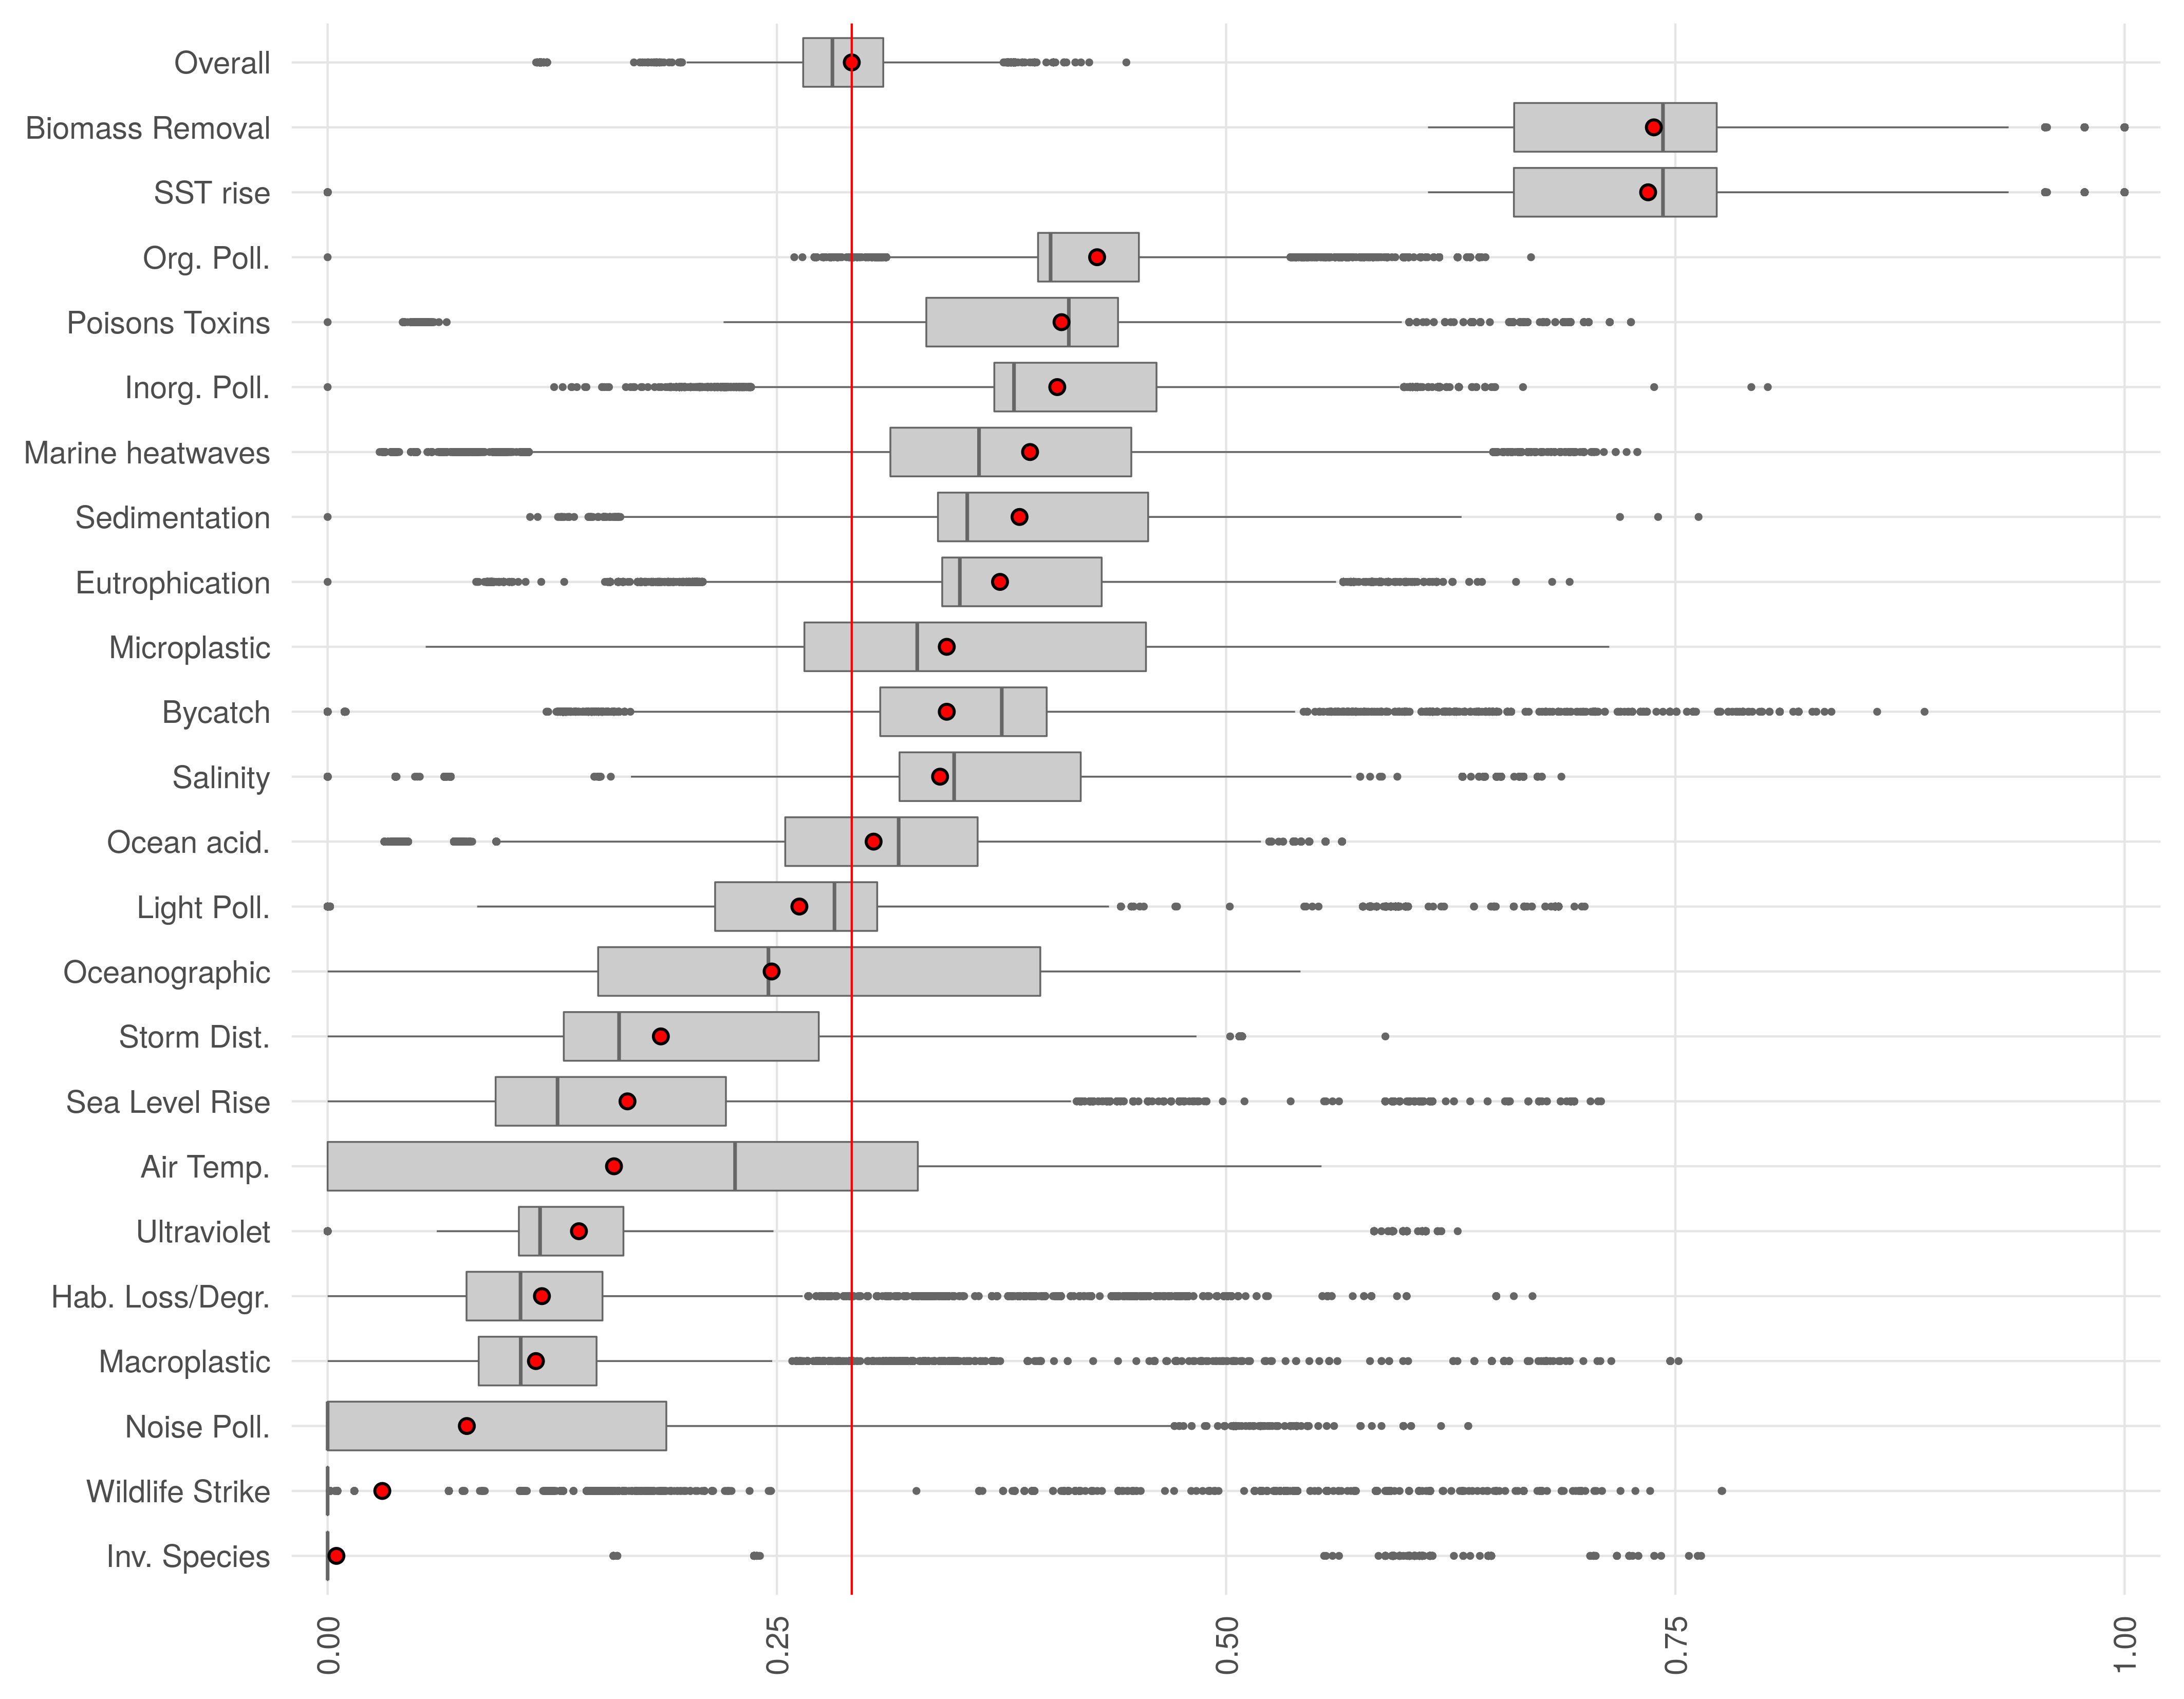 Overall
Biomass Removal
SST rise
Org. Poll.
Poisons Toxins
Inorg. Poll.
Marine heatwaves
Sedimentation
Eutrophication
Microplastic
Bycatch
Salinity
Ocean acid.
Light Poll.
Oceanographic
Storm Dist.
Sea Level Rise
Air Temp.
Ultraviolet
Hab. Loss/Degr.
Macroplastic
Noise Poll.
Wildlife Strike
Inv. Species
0.00
0.25
0.50
0.75
1.00